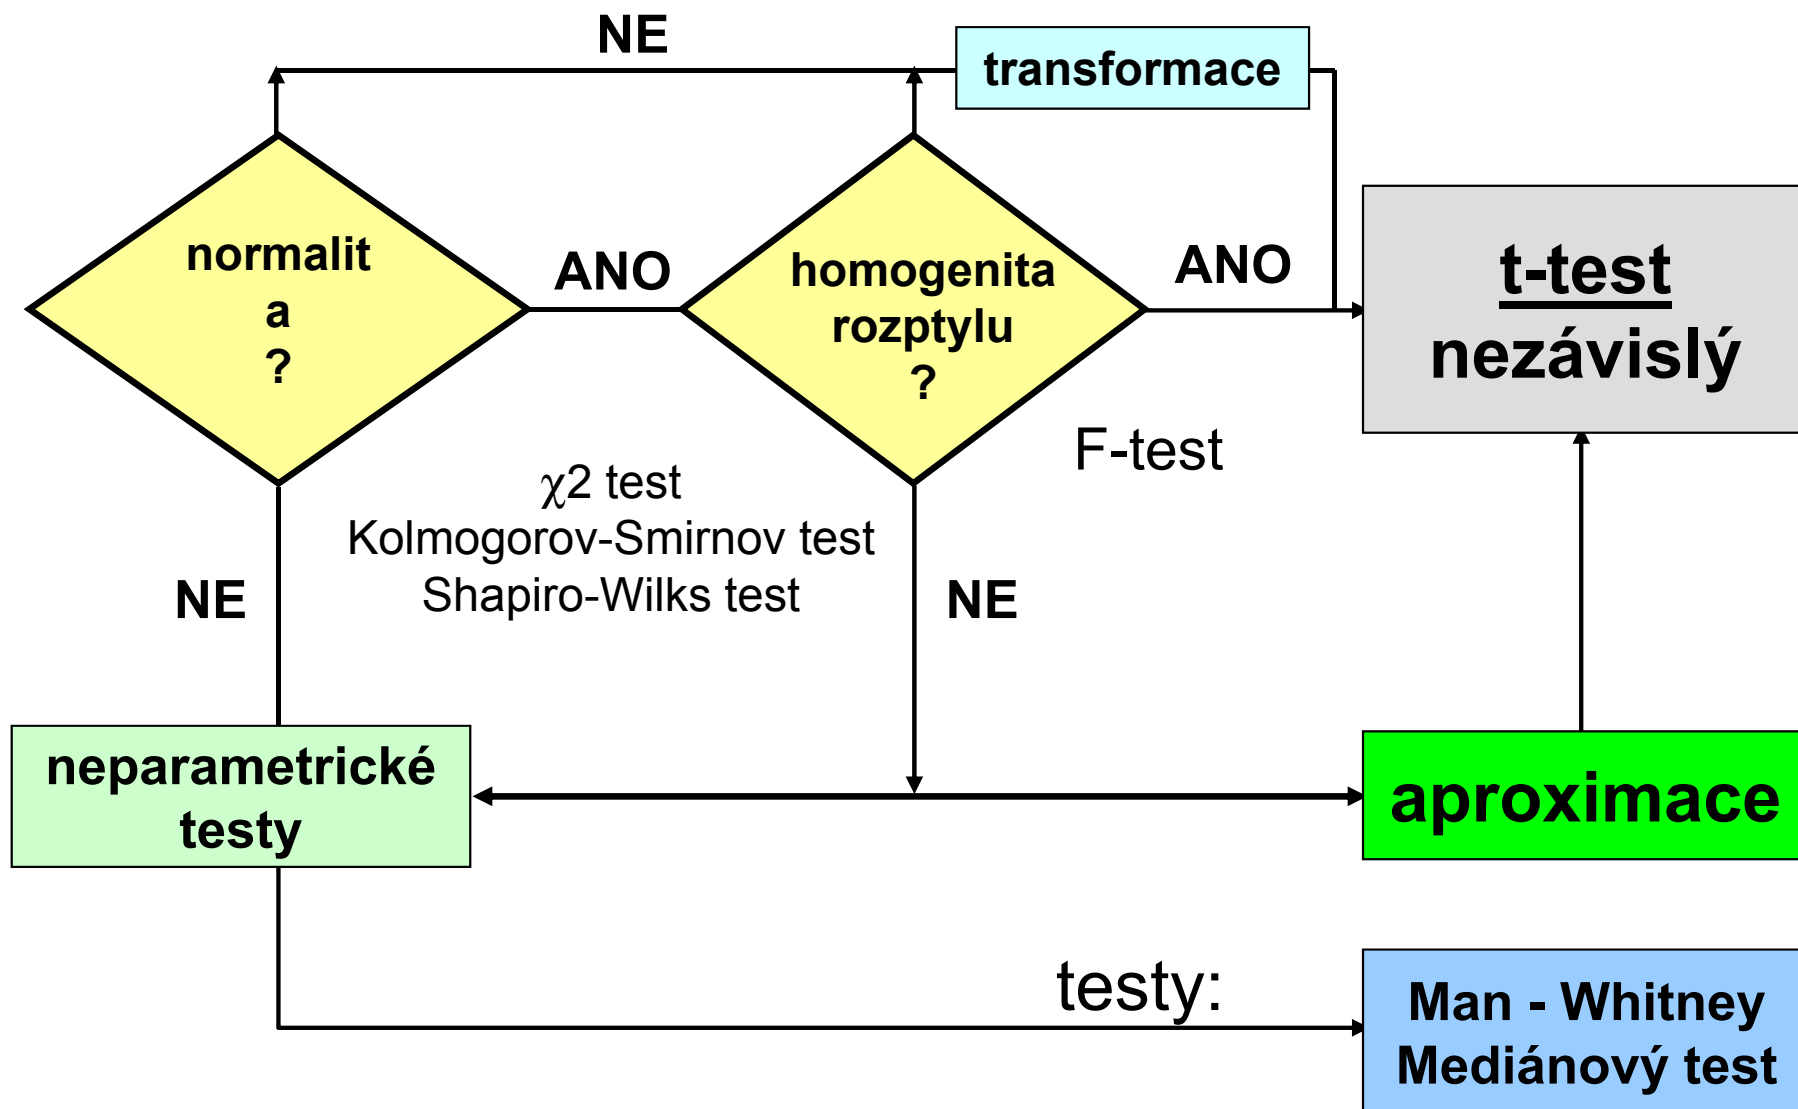 NE
transformace
normalit
a
?
ANO
homogenita
rozptylu
?
ANO
t-test
nezávislý
F-test
χ2 test
Kolmogorov-Smirnov test
Shapiro-Wilks test
NE
NE
neparametrické
testy
aproximace
testy:
Man - Whitney
Mediánový test